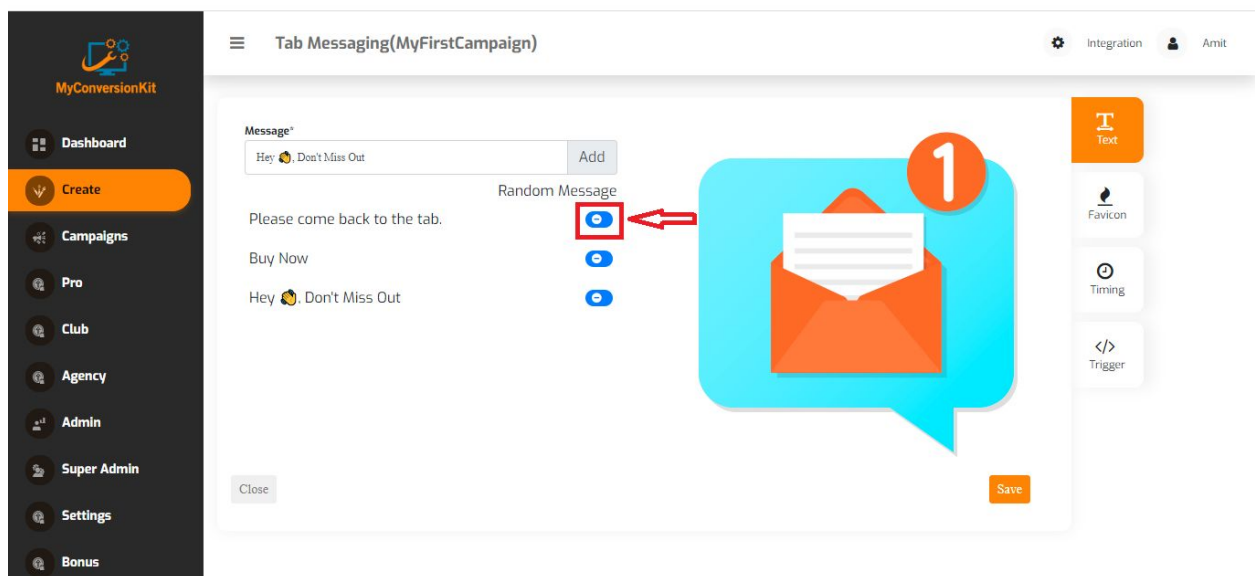 MyConversionKit
Dashboard
Create
Campaigns
Pro
Club
Agency
Admin
Super Admin
Settings
Bonus
Tab Messaging(MyFirstCampaign)
Integration
Amit
Message*
Hey 👏, Don't Miss Out
Add
Random Message
Please come back to the tab.
Buy Now
Hey 👏, Don't Miss Out
1
Close
Save
Text
Favicon
Timing
</>
Trigger